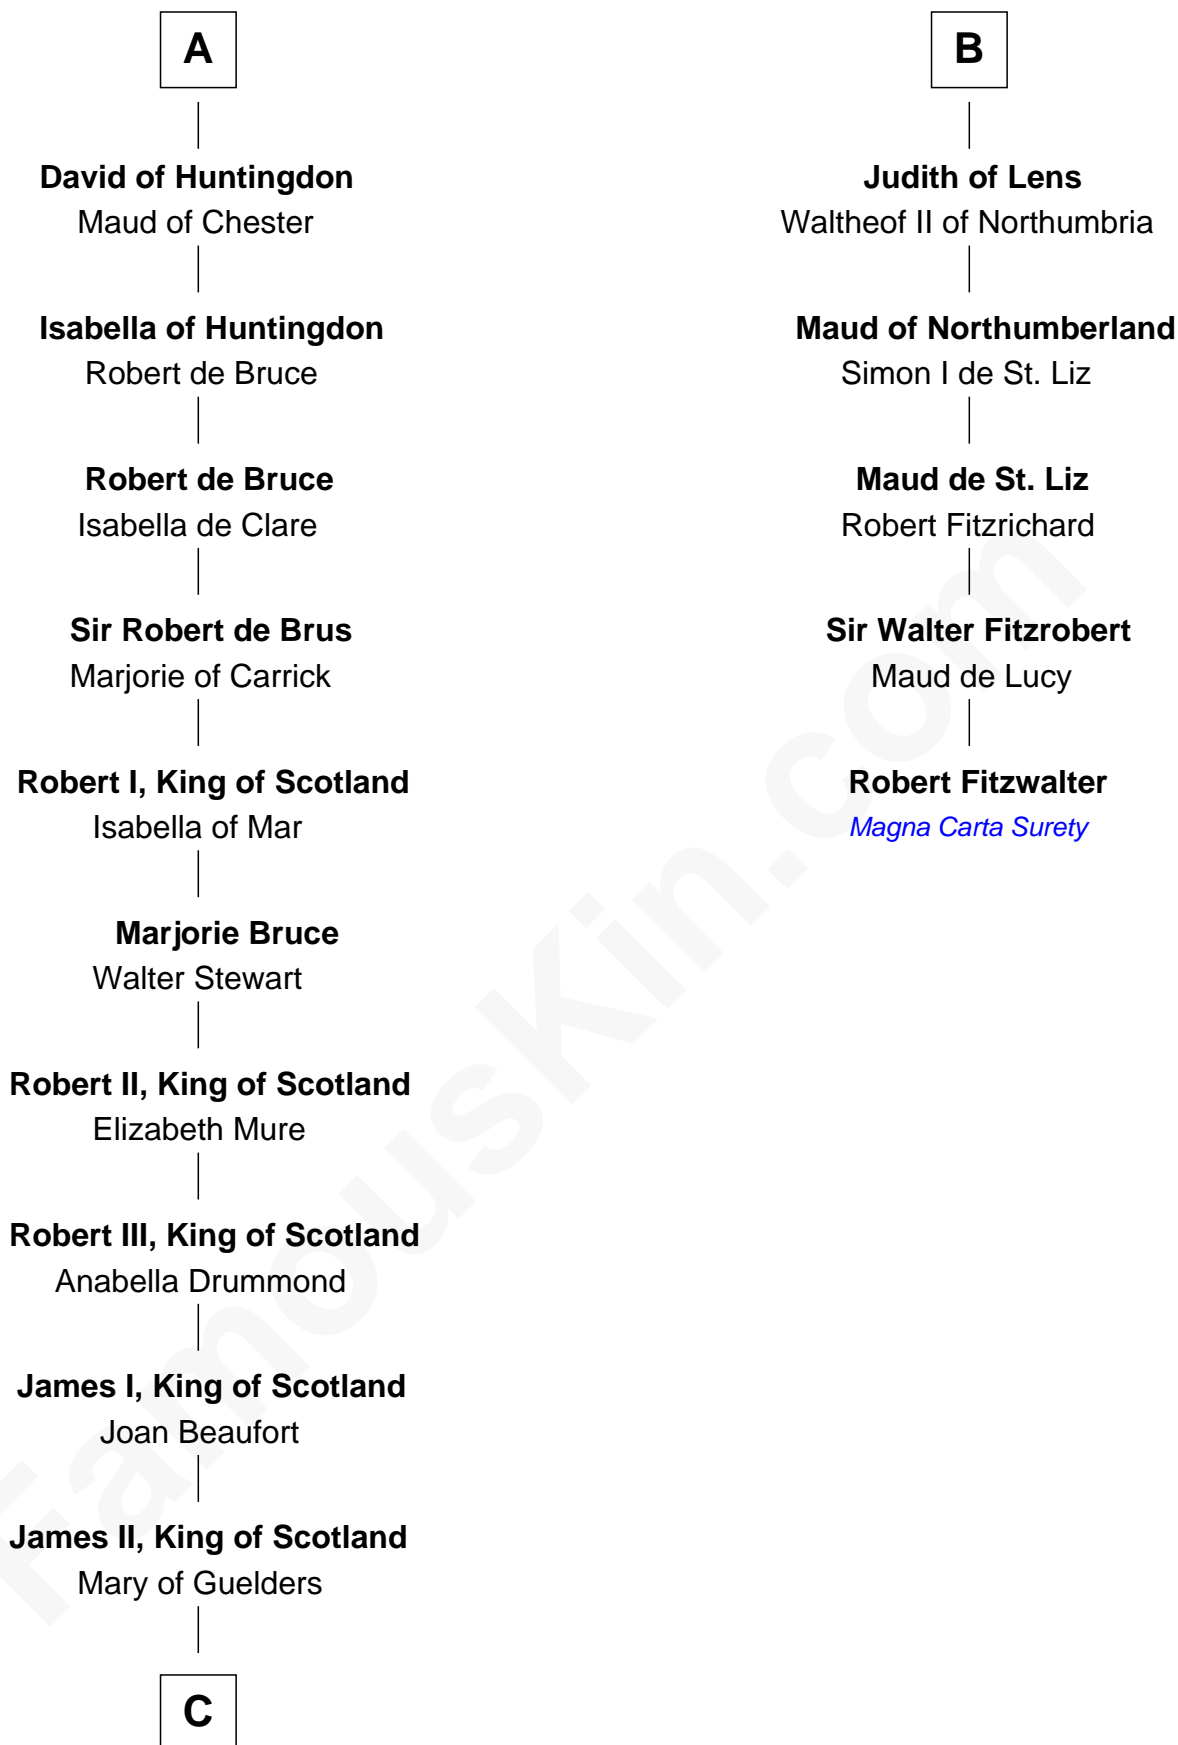 A
David of Huntingdon
Maud of Chester
Isabella of Huntingdon
Robert de Bruce
Robert de Bruce
Isabella de Clare
Sir Robert de Brus
Marjorie of Carrick
Robert I, King of Scotland
Isabella of Mar
Marjorie Bruce
Walter Stewart
Robert II, King of Scotland
Elizabeth Mure
Robert III, King of Scotland
Anabella Drummond
James I, King of Scotland
Joan Beaufort
James II, King of Scotland
Mary of Guelders
C
B
Judith of Lens
Waltheof II of Northumbria
Maud of Northumberland
Simon I de St. Liz
Maud de St. Liz
Robert Fitzrichard
Sir Walter Fitzrobert
Maud de Lucy
Robert Fitzwalter
Magna Carta Surety
FamousKin.com